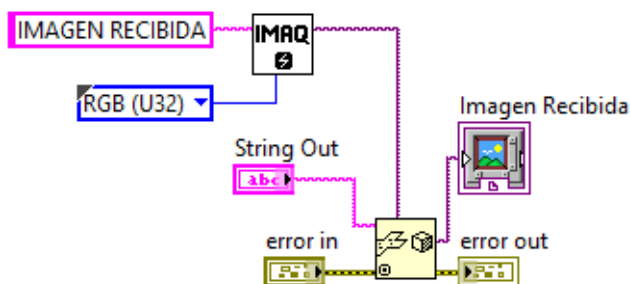 IMAGEN RECIBIDA
IMAQ
RGB (U32)
Imagen Recibida
String Out
abc
error in
error out